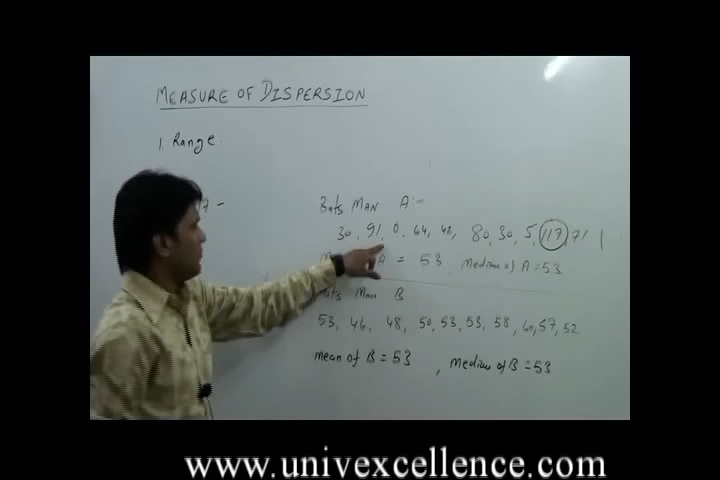 MEASURE OF DISPERSION
1. Range.
117 -
Bats MAN A:-
30, 91, 0, 64, 42, 80, 30, 5, 117, 71
A = 53, Median of A = 53
Bats Man B
53, 46, 48, 50, 53, 53, 58, 60, 57, 52
mean of B = 53, Median of B = 53
www.univexcellence.com